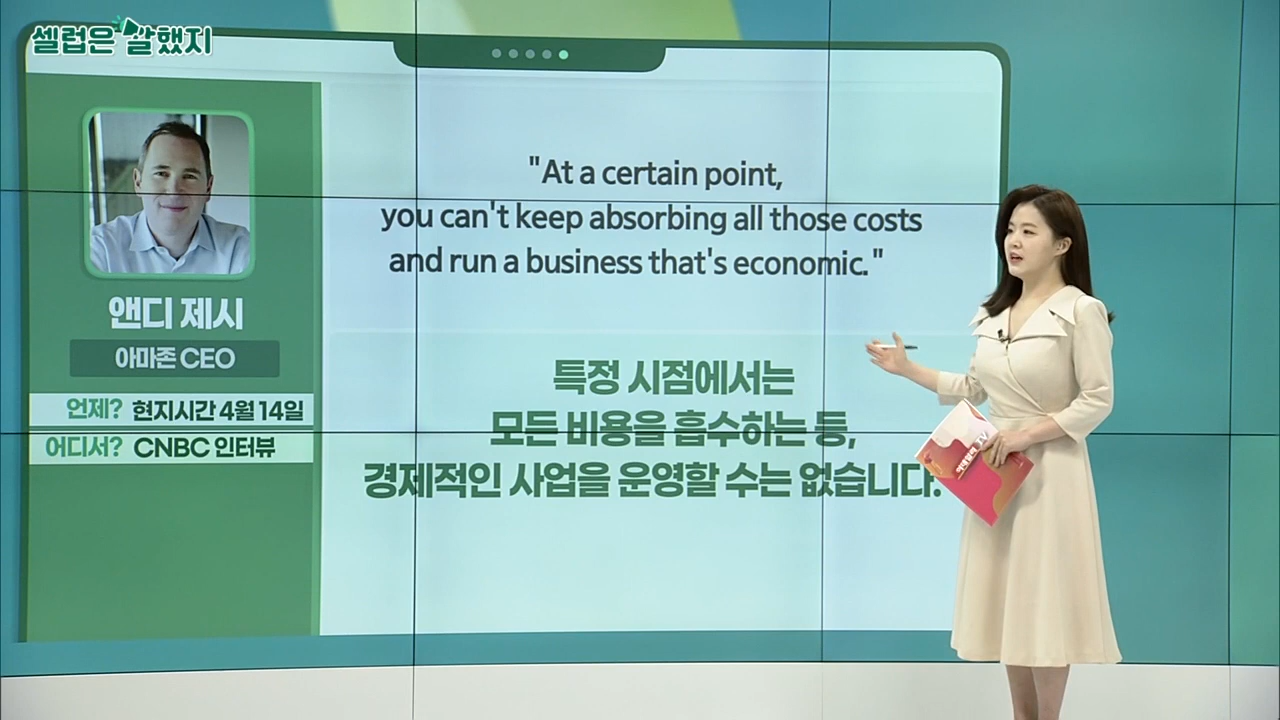 셀럽은 말했지
"At a certain point,
you can't keep absorbing all those costs
and run a business that's economic."
앤디 제시
아마존 CEO
언제? 현지시간 4월 14일
어디서? CNBC 인터뷰
특정 시점에서는
모든 비용을 흡수하는 등,
경제적인 사업을 운영할 수는 없습니다.